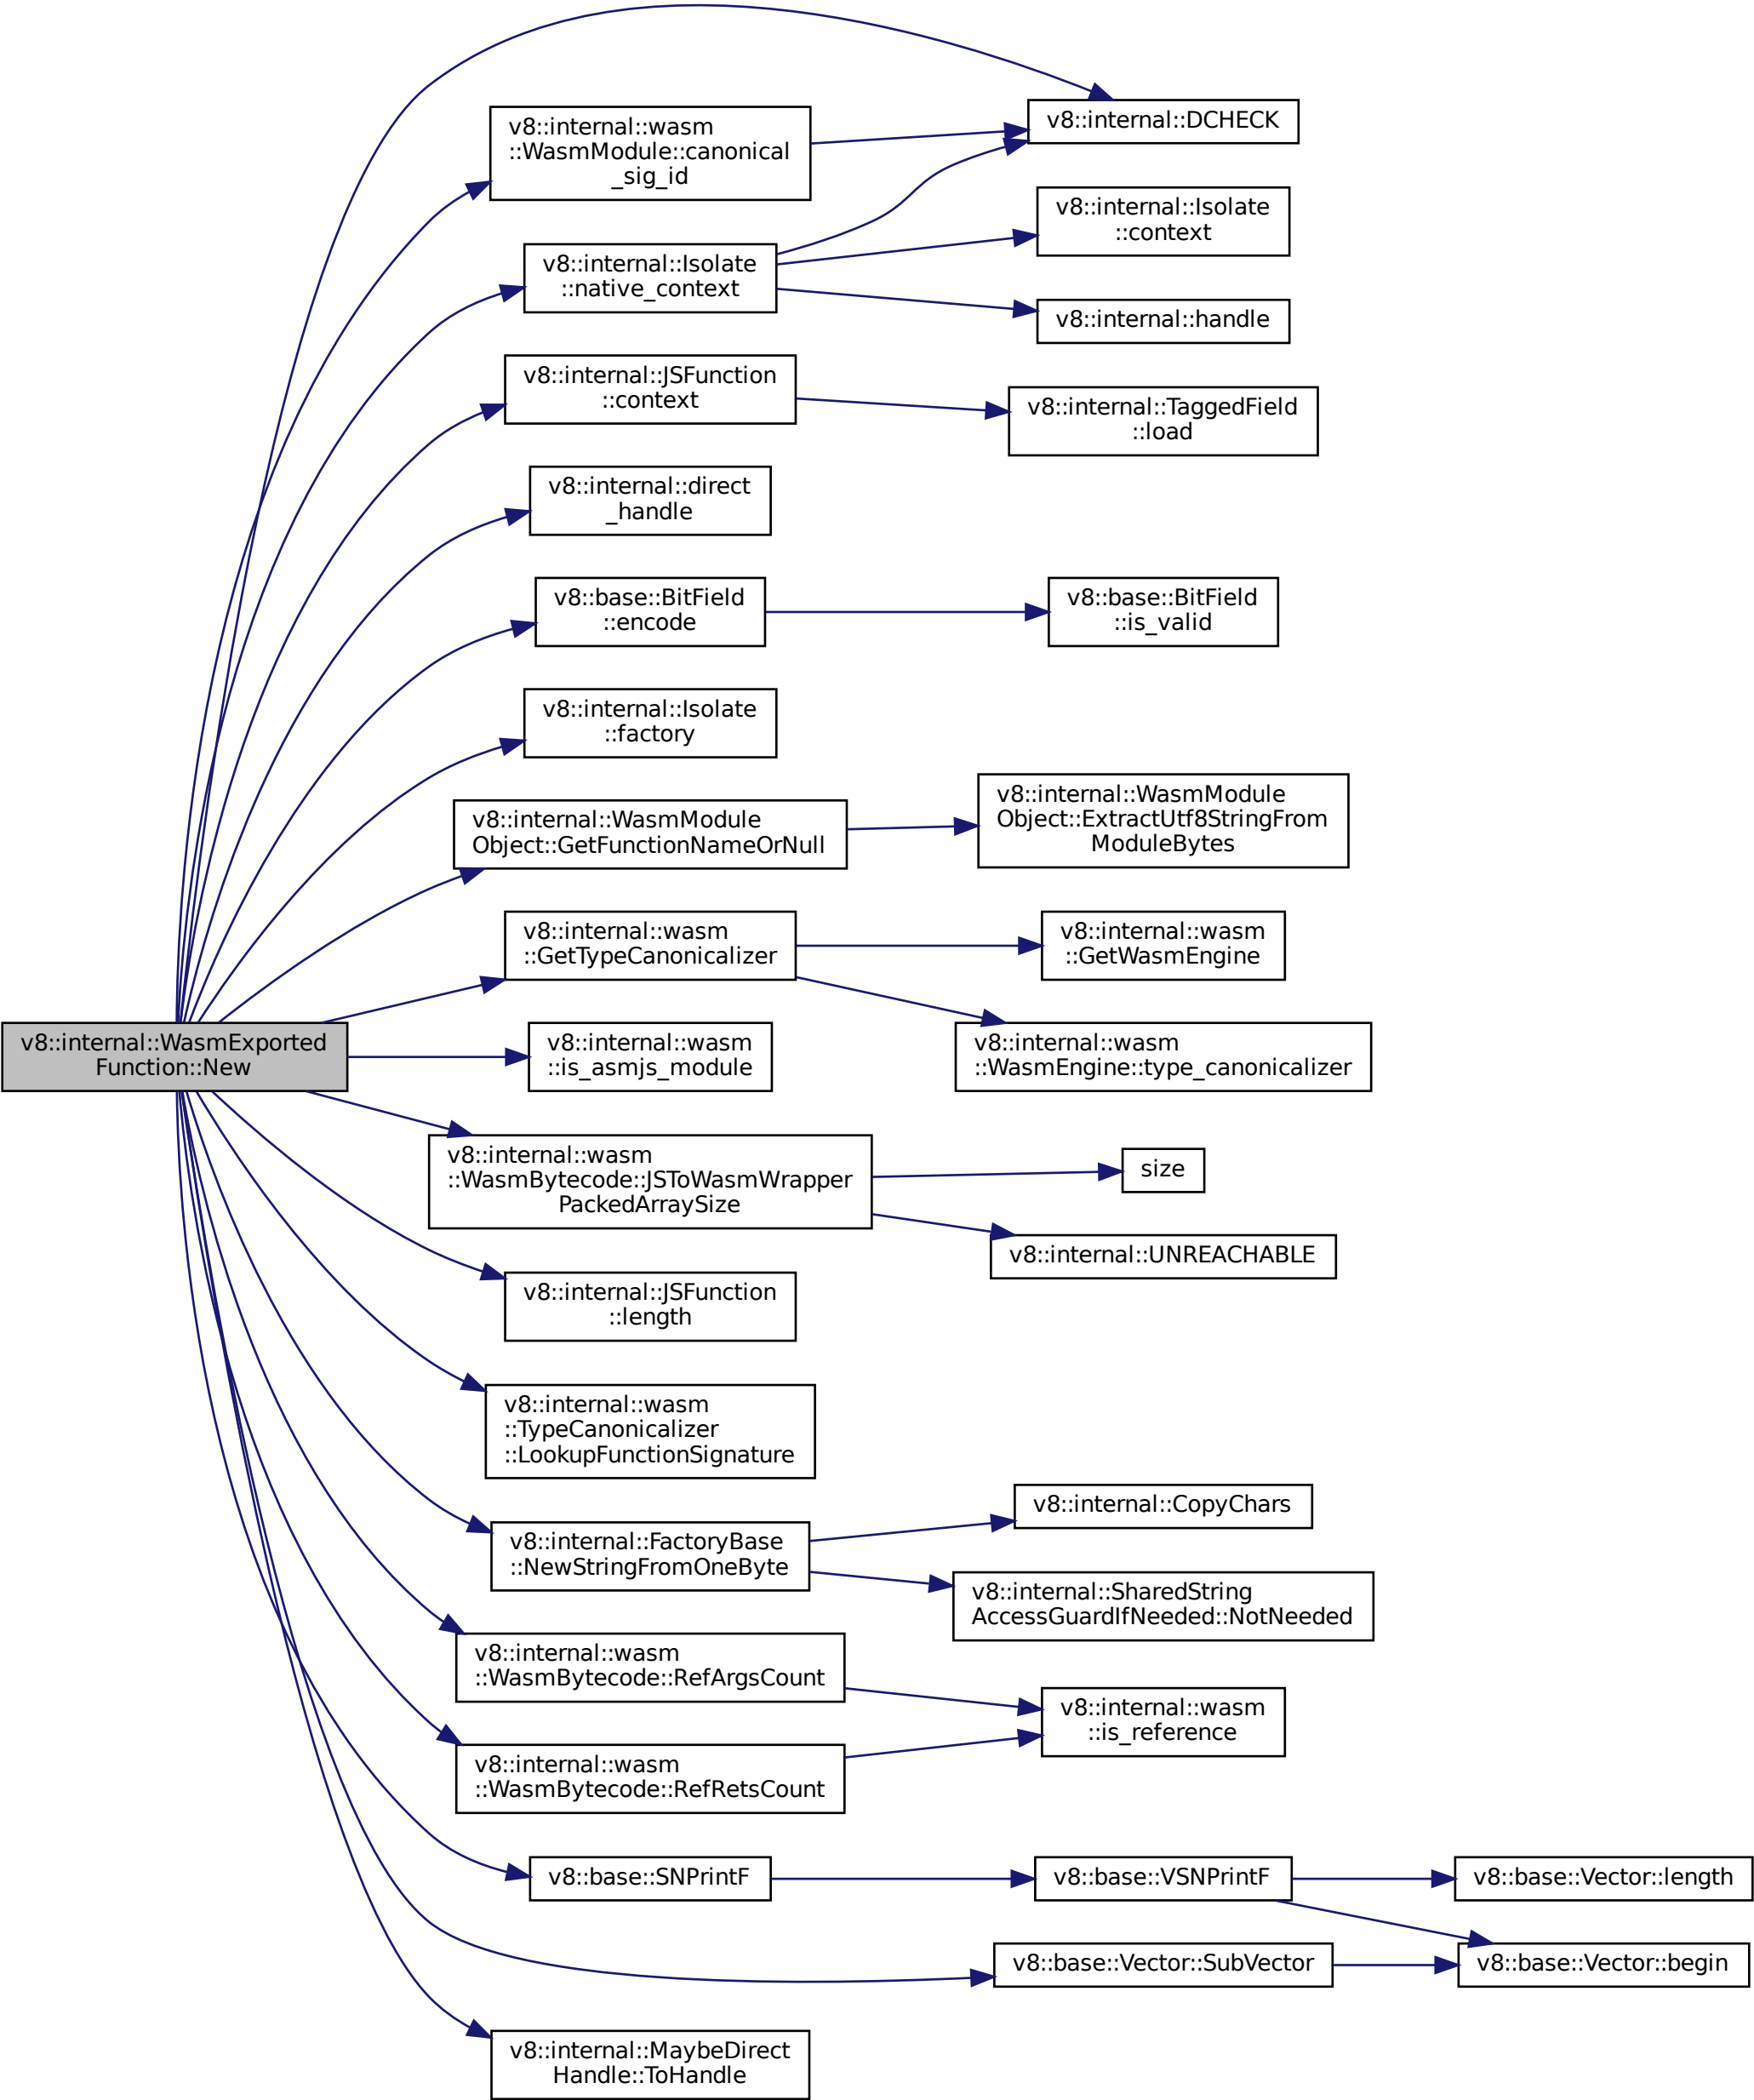 v8::internal::DCHECK
v8::internal::wasm
::WasmModule::canonical
_sig_id
v8::internal::Isolate
::context
v8::internal::Isolate
::native_context
v8::internal::handle
v8::internal::JSFunction
::context
v8::internal::TaggedField
::load
v8::internal::direct
_handle
v8::base::BitField
::encode
v8::base::BitField
::is_valid
v8::internal::Isolate
::factory
v8::internal::WasmModule
Object::GetFunctionNameOrNull
v8::internal::WasmModule
Object::ExtractUtf8StringFrom
ModuleBytes
v8::internal::wasm
::GetTypeCanonicalizer
v8::internal::wasm
::GetWasmEngine
v8::internal::WasmExported
Function::New
v8::internal::wasm
::is_asmjs_module
v8::internal::wasm
::WasmEngine::type_canonicalizer
v8::internal::wasm
::WasmBytecode::JSToWasmWrapper
PackedArraySize
size
v8::internal::UNREACHABLE
v8::internal::JSFunction
::length
v8::internal::wasm
::TypeCanonicalizer
::LookupFunctionSignature
v8::internal::FactoryBase
::NewStringFromOneByte
v8::internal::CopyChars
v8::internal::SharedString
AccessGuardIfNeeded::NotNeeded
v8::internal::wasm
::WasmBytecode::RefArgsCount
v8::internal::wasm
::is_reference
v8::internal::wasm
::WasmBytecode::RefRetsCount
v8::base::SNPrintF
v8::base::VSNPrintF
v8::base::Vector::length
v8::base::Vector::SubVector
v8::base::Vector::begin
v8::internal::MaybeDirect
Handle::ToHandle